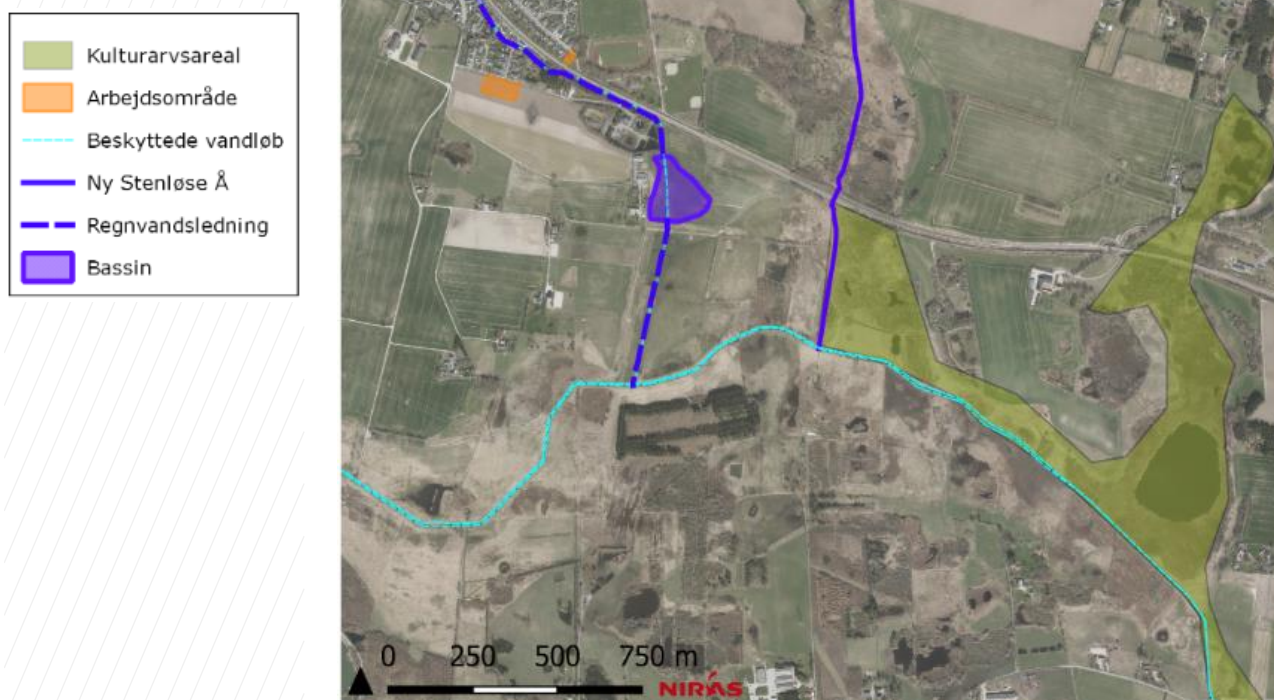 Kulturarvsareal
Arbejdsområde
Beskyttede vandløb
Ny Stenløse Å
Regnvandsledning
Bassin
0 250 500 750 m
NIRAS